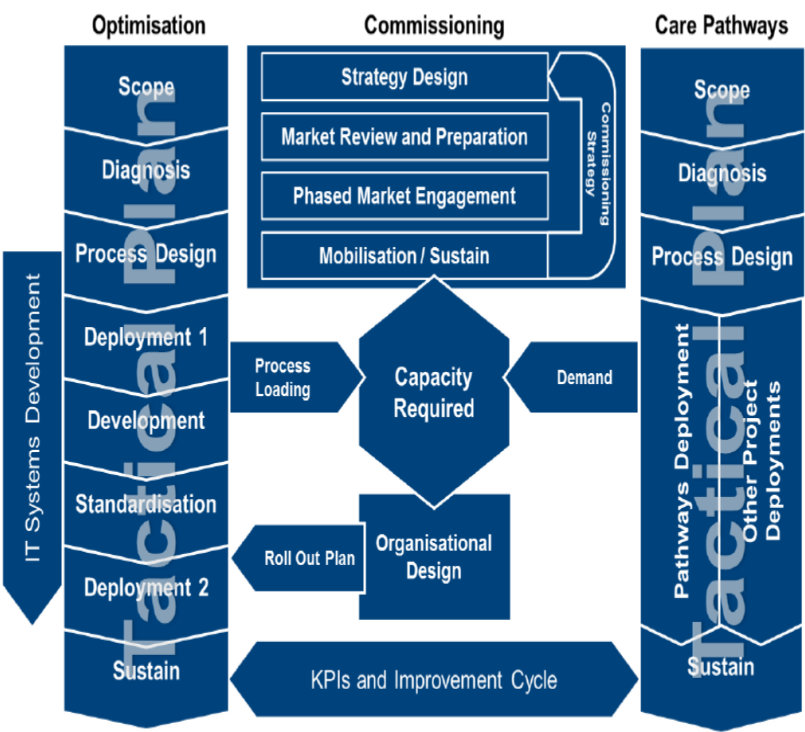 Optimisation
Commissioning
Care Pathways
Scope
Diagnosis
Process Design
Deployment 1
Development
Standardisation
Deployment 2
Sustain
Tactical Plan
IT Systems Development
Strategy Design
Market Review and Preparation
Phased Market Engagement
Mobilisation / Sustain
Commissioning
Strategy
Process
Loading
Capacity
Required
Demand
Roll Out Plan
Organisational
Design
KPIs and Improvement Cycle
Scope
Diagnosis
Process Design
Pathways Deployment
Other Project
Deployments
Sustain
Tactical Plan